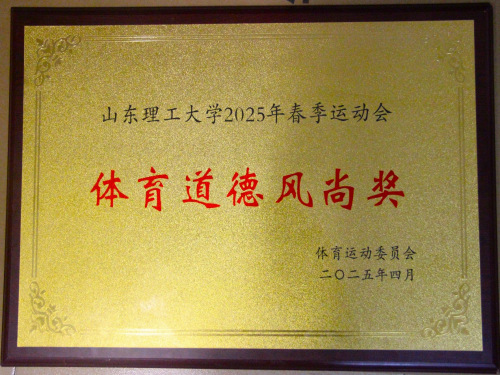 山东理工大学2025年春季运动会
体育道德风尚奖
体育运动委员会
二〇二五年四月